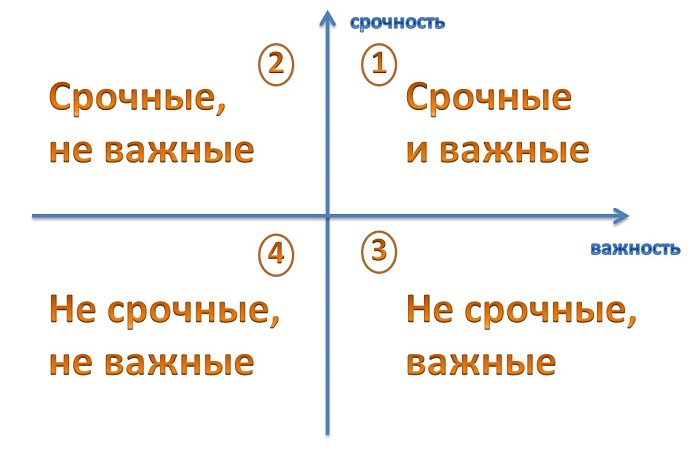 срочность
2
Срочные,
не важные
1
Срочные
и важные
важность
4
Не срочные,
не важные
3
Не срочные,
важные